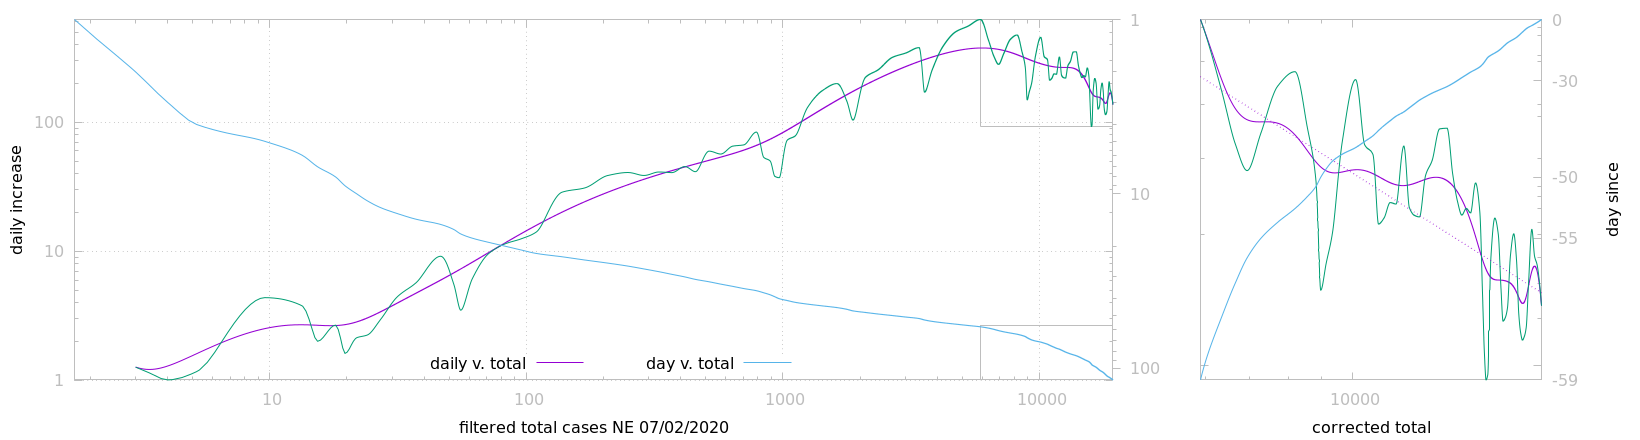 1
0
-30
100
daily increase
-50
day since
10
10
-55
daily v. total
day v. total
1
100
-59
10
100
1000
10000
10000
filtered total cases NE 07/02/2020
corrected total